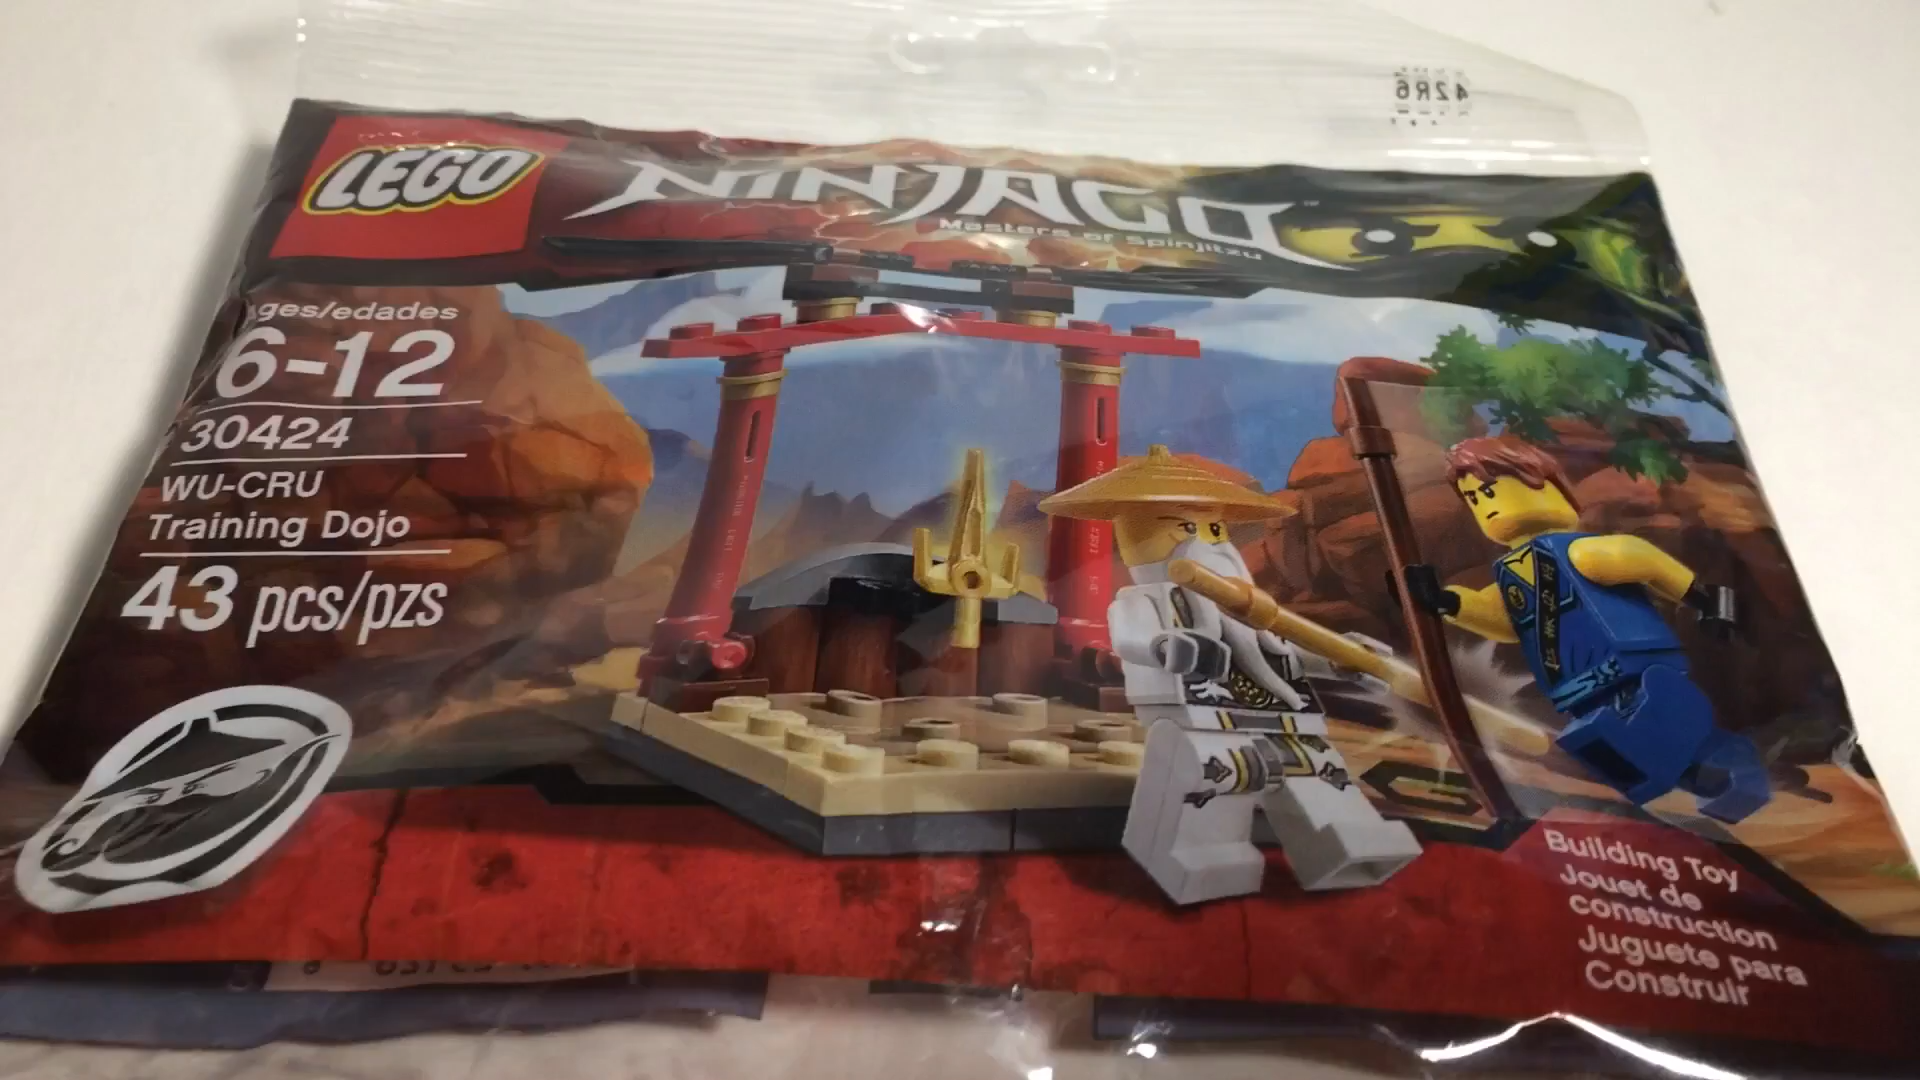 42R6
LEGO
NINJAGO™
Masters of Spinjitzu
Ages/edades
6-12
30424
WU-CRU
Training Dojo
43 pcs/pzs
Building Toy
Jouet de
construction
Juguete para
Construir